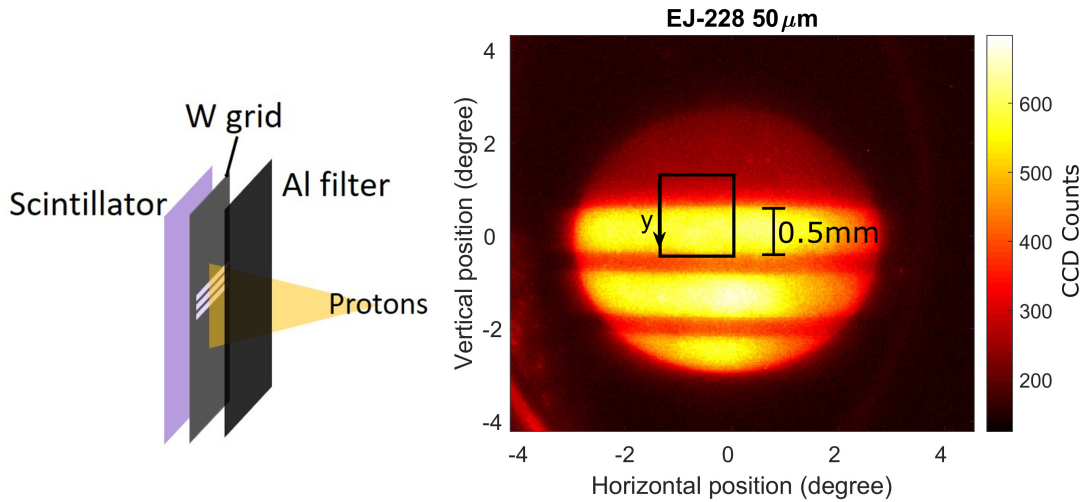 W grid
Al filter
Scintillator
Protons
EJ-228 50μm
Vertical position (degree)
4
2
0
-2
-4
y
0.5mm
-4
-2
0
2
4
Horizontal position (degree)
600
500
400
300
200
CCD Counts